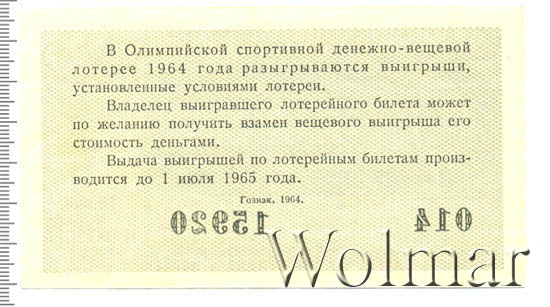 В Олимпийской спортивной денежно-вещевой
лотерее 1964 года разыгрываются выигрыши,
установленные условиями лотереи.
Владелец выигравшего лотерейного билета может
по желанию получить взамен вещевого выигрыша его
стоимость деньгами.
Выдача выигрышей по лотерейным билетам произ-
водится до 1 июля 1965 года.
Гознак. 1964.
15920 014
Wolmar